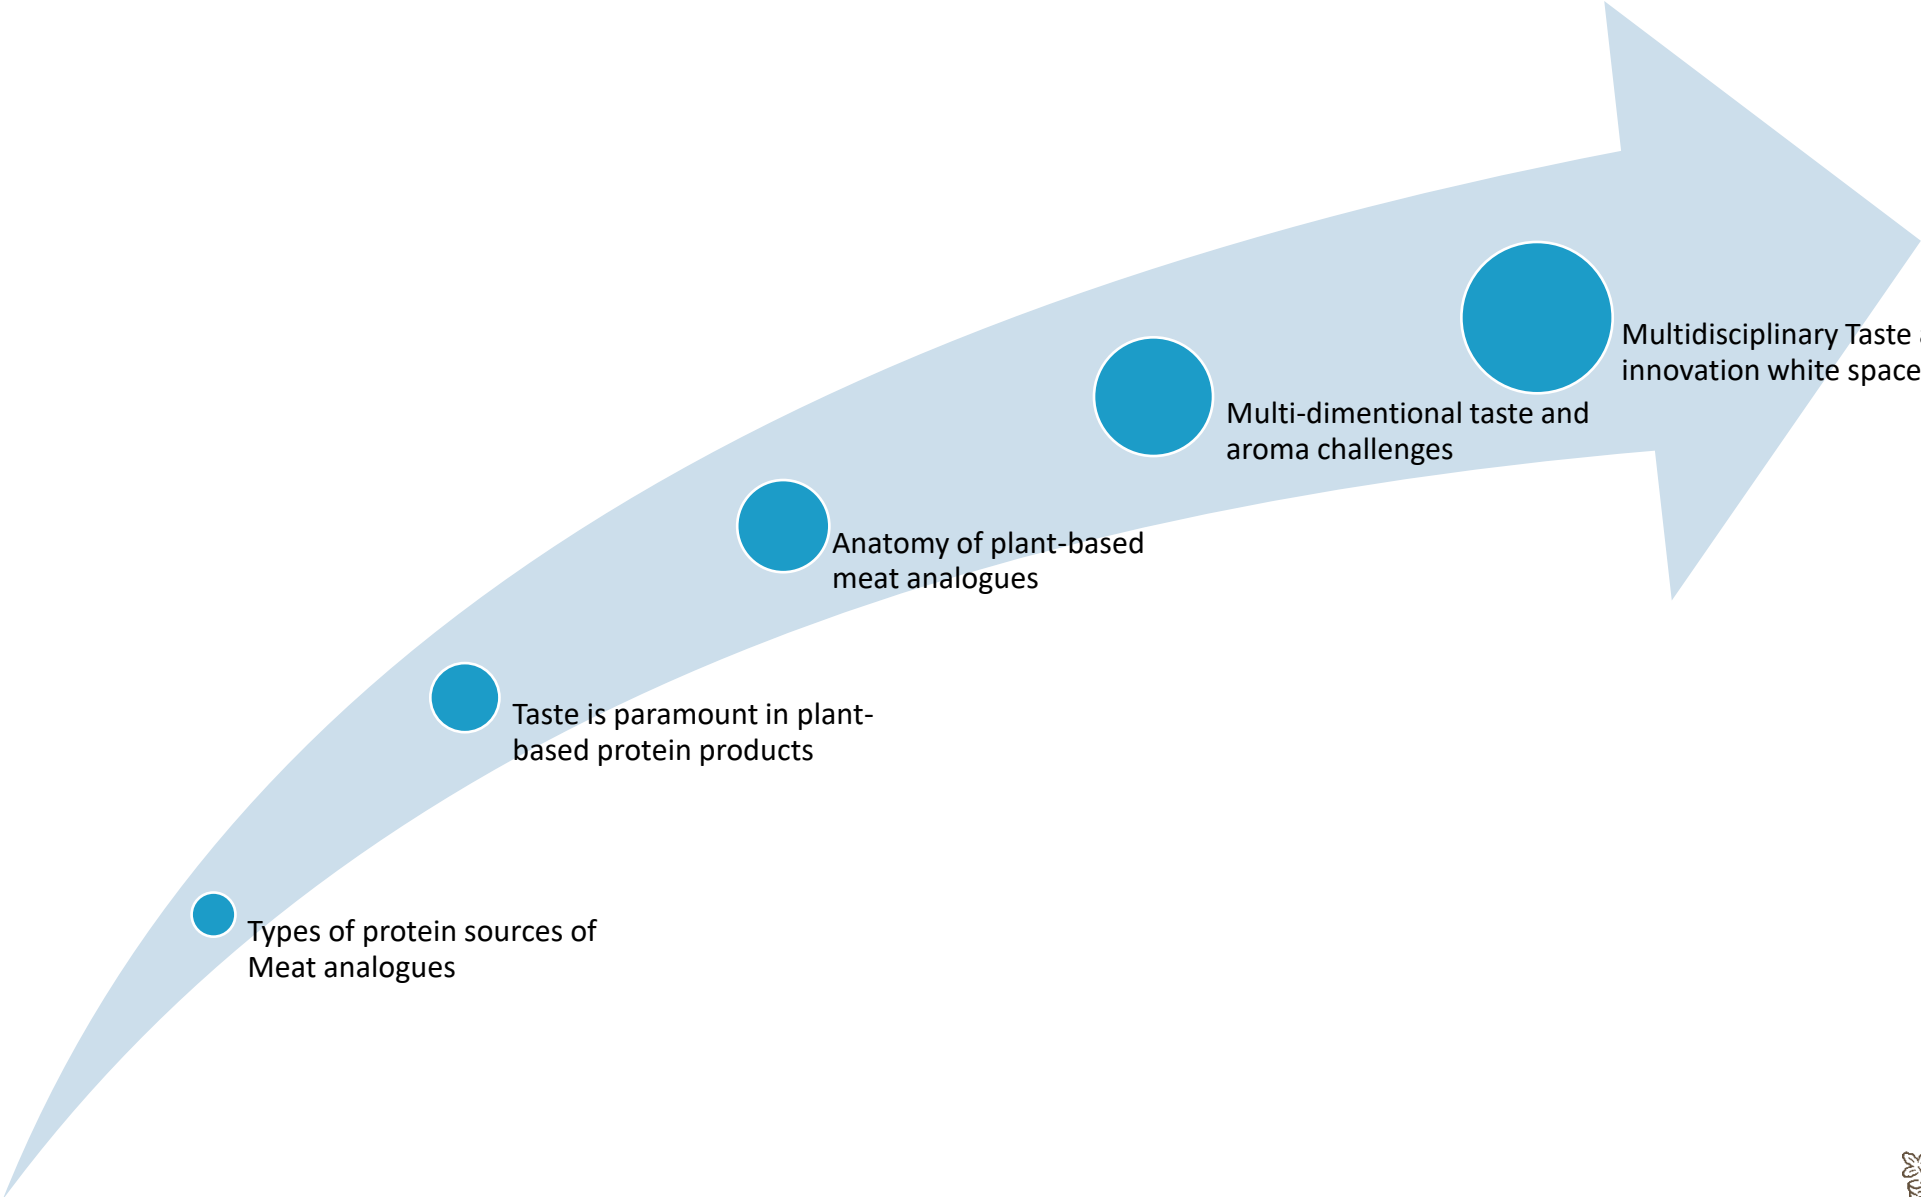 Types of protein sources of
Meat analogues
Taste is paramount in plant-
based protein products
Anatomy of plant-based
meat analogues
Multi-dimentional taste and
aroma challenges
Multidisciplinary Taste
innovation white space